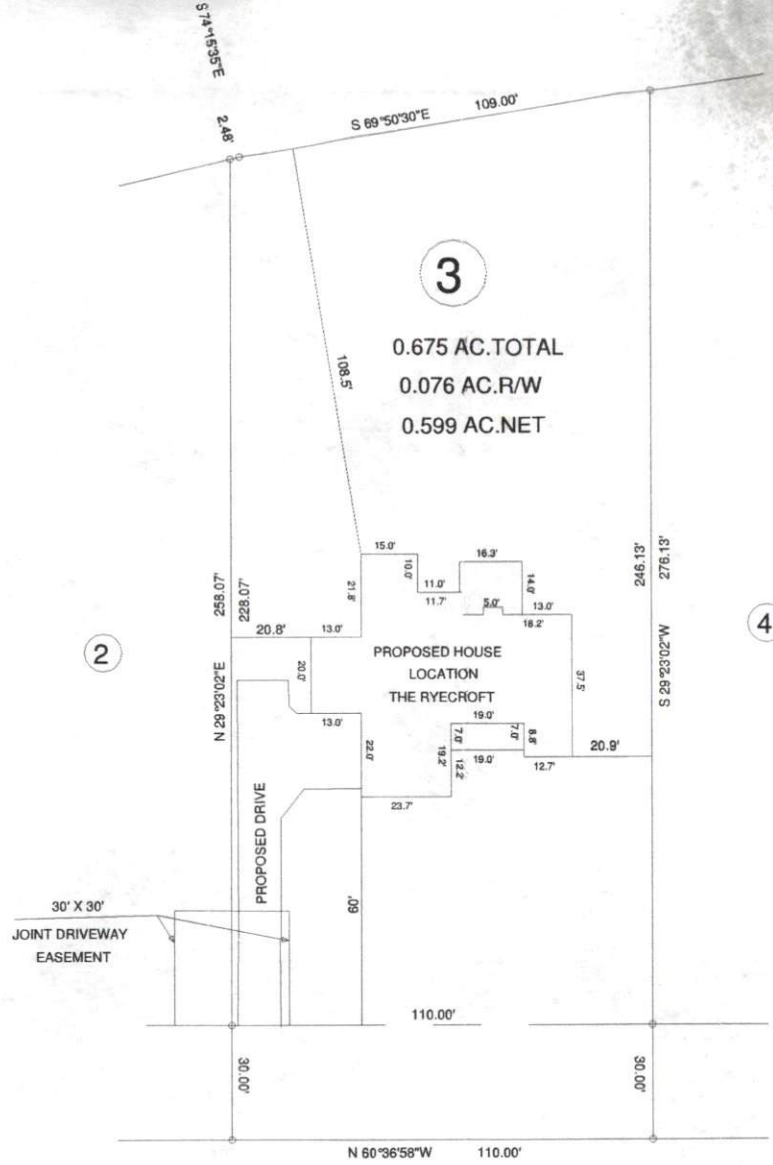 S 74°15'35"E
2.48'
S 69°50'30"E 109.00'
3
0.675 AC.TOTAL
0.076 AC.R/W
0.599 AC.NET
108.5'
15.0'
10.0'
11.0'
11.7'
16.3'
14.0'
5.0'
13.0'
18.2'
21.8'
20.8'
13.0'
20.0'
13.0'
22.0'
PROPOSED HOUSE
LOCATION
THE RYECROFT
37.5'
19.0'
7.0'
7.0'
8.8'
19.0'
19.2'
12.2'
12.7'
20.9'
23.7'
N 29°23'02"E
258.07'
228.07'
246.13'
276.13'
S 29°23'02"W
2
4
PROPOSED DRIVE
60'
30' X 30'
JOINT DRIVEWAY
EASEMENT
110.00'
30.00'
30.00'
N 60°36'58"W 110.00'